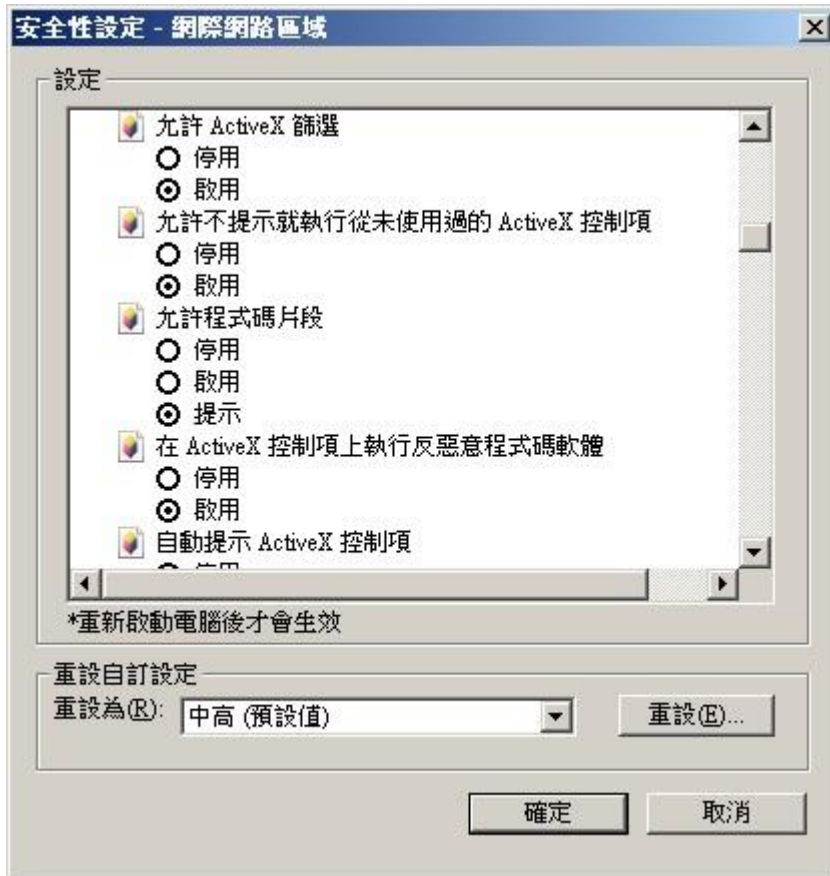 安全性設定 - 網際網路區域
設定
允許 ActiveX 篩選
停用
啟用
允許不提示就執行從未使用過的 ActiveX 控制項
停用
啟用
允許程式碼片段
停用
啟用
提示
在 ActiveX 控制項上執行反惡意程式碼軟體
停用
啟用
自動提示 ActiveX 控制項
*重新啟動電腦後才會生效
重設自訂設定
重設為(R):
中高 (預設值)
重設(E)...
確定
取消